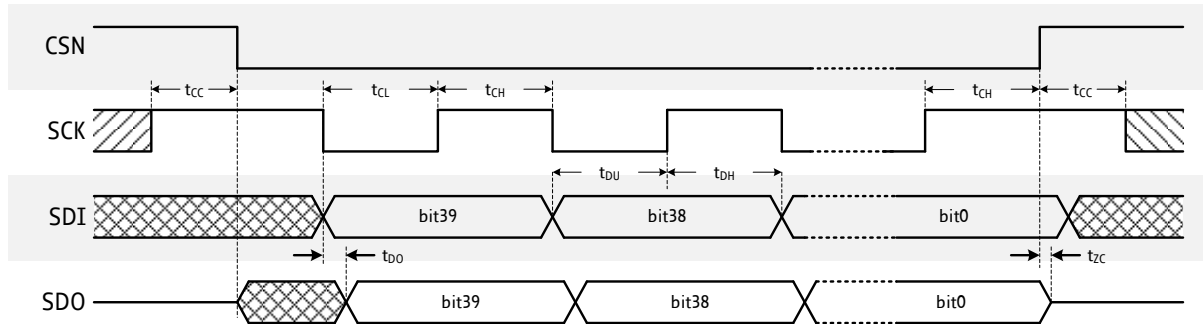 CSN
tCC tCL tCH tCH tCC
SCK
tDU tDH
SDI bit39 bit38 bit0
tDO tZC
SDO bit39 bit38 bit0